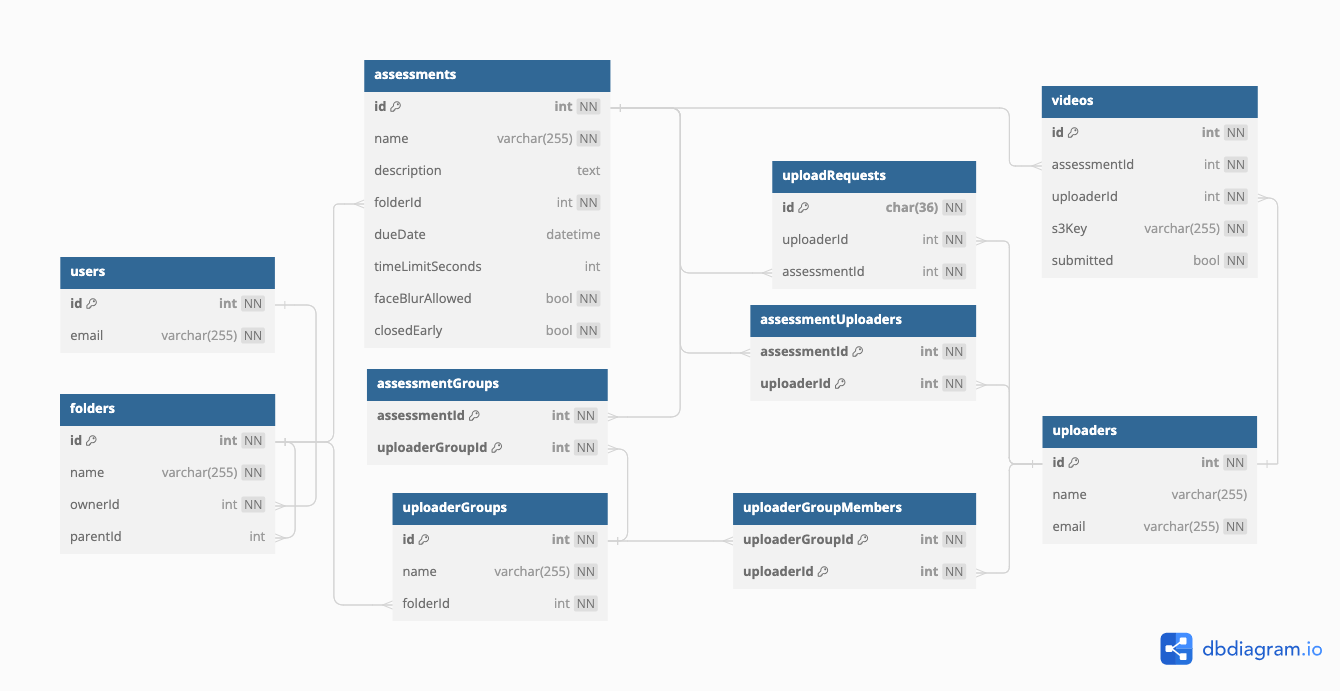 assessments
id int NN
name varchar(255) NN
description text
folderId int NN
dueDate datetime
timeLimitSeconds int
faceBlurAllowed bool NN
closedEarly bool NN
videos
id int NN
assessmentId int NN
uploaderId int NN
s3Key varchar(255) NN
submitted bool NN
uploadRequests
id char(36) NN
uploaderId int NN
assessmentId int NN
users
id int NN
email varchar(255) NN
assessmentUploaders
assessmentId int NN
uploaderId int NN
assessmentGroups
assessmentId int NN
uploaderGroupId int NN
folders
id int NN
name varchar(255) NN
ownerId int NN
parentId int
uploaders
id int NN
name varchar(255)
email varchar(255) NN
uploaderGroups
id int NN
name varchar(255) NN
folderId int NN
uploaderGroupMembers
uploaderGroupId int NN
uploaderId int NN
dbdiagram.io